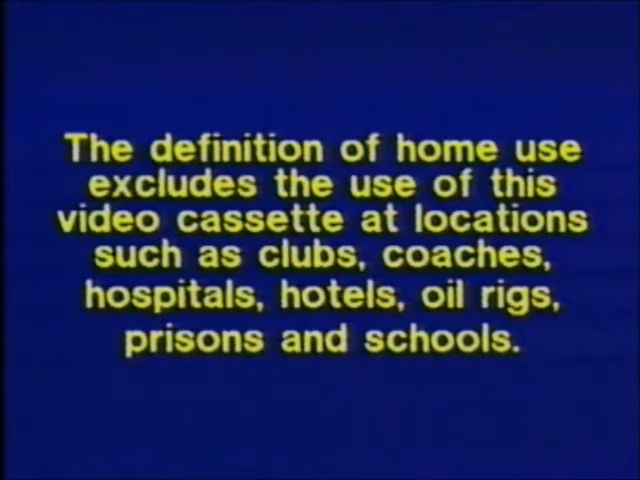 The definition of home use
excludes the use of this
video cassette at locations
such as clubs, coaches,
hospitals, hotels, oil rigs,
prisons and schools.